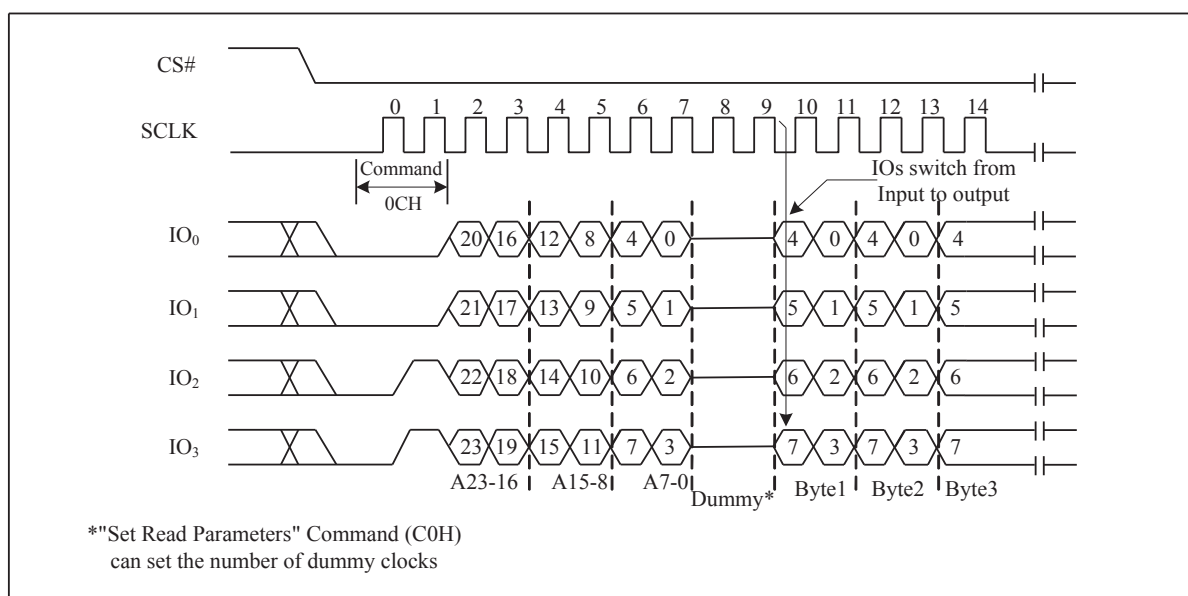 CS#
0 1 2 3 4 5 6 7 8 9 10 11 12 13 14
SCLK
Command
0CH
IOs switch from
Input to output
IO0 20 16 12 8 4 0 4 0 4 0 4
IO1 21 17 13 9 5 1 5 1 5 1 5
IO2 22 18 14 10 6 2 6 2 6 2 6
IO3 23 19 15 11 7 3 7 3 7 3 7
A23-16 A15-8 A7-0 Dummy* Byte1 Byte2 Byte3
*"Set Read Parameters" Command (C0H)
can set the number of dummy clocks